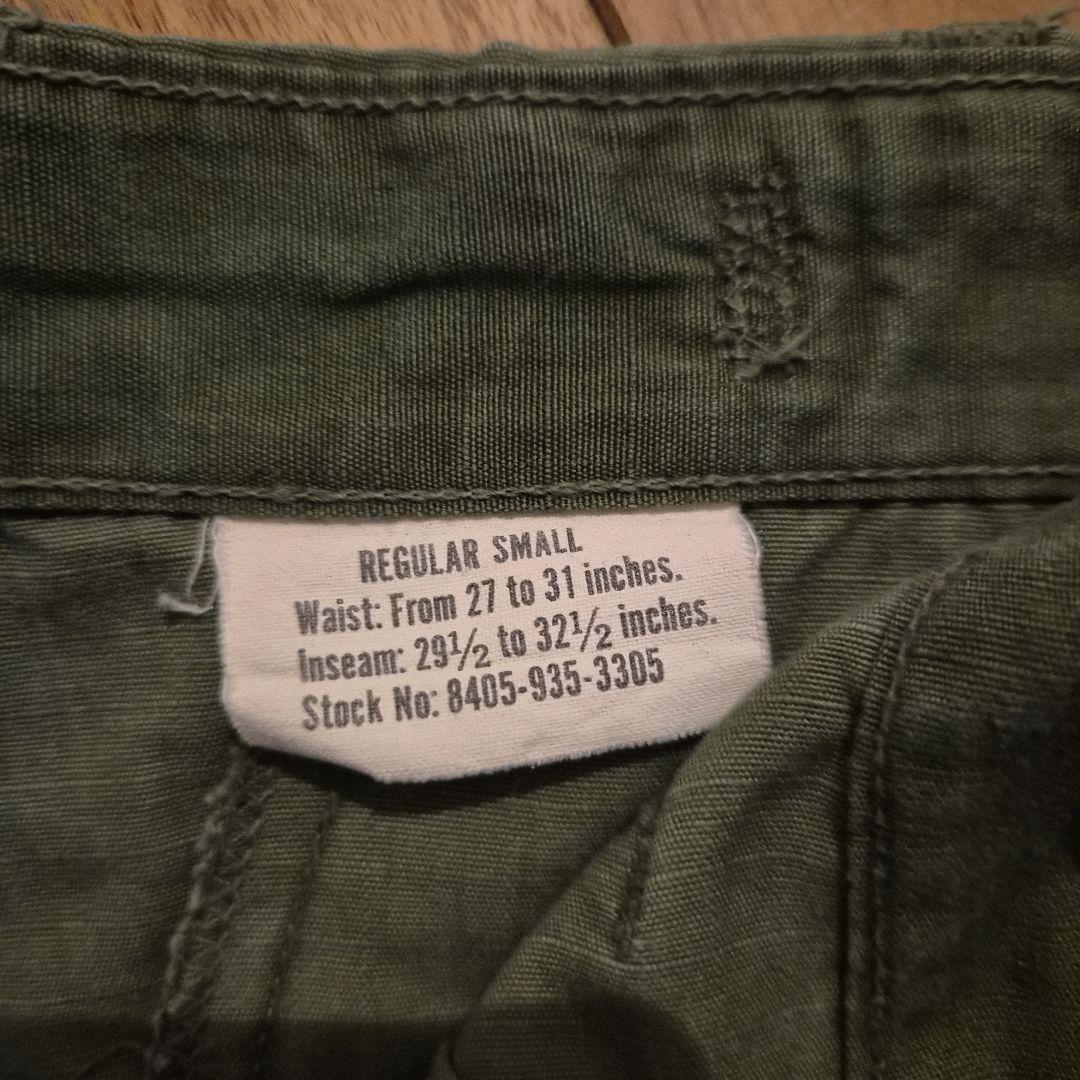 REGULAR SMALL
Waist: From 27 to 31 inches.
Inseam: 29½ to 32½ inches.
Stock No: 8405-935-3305